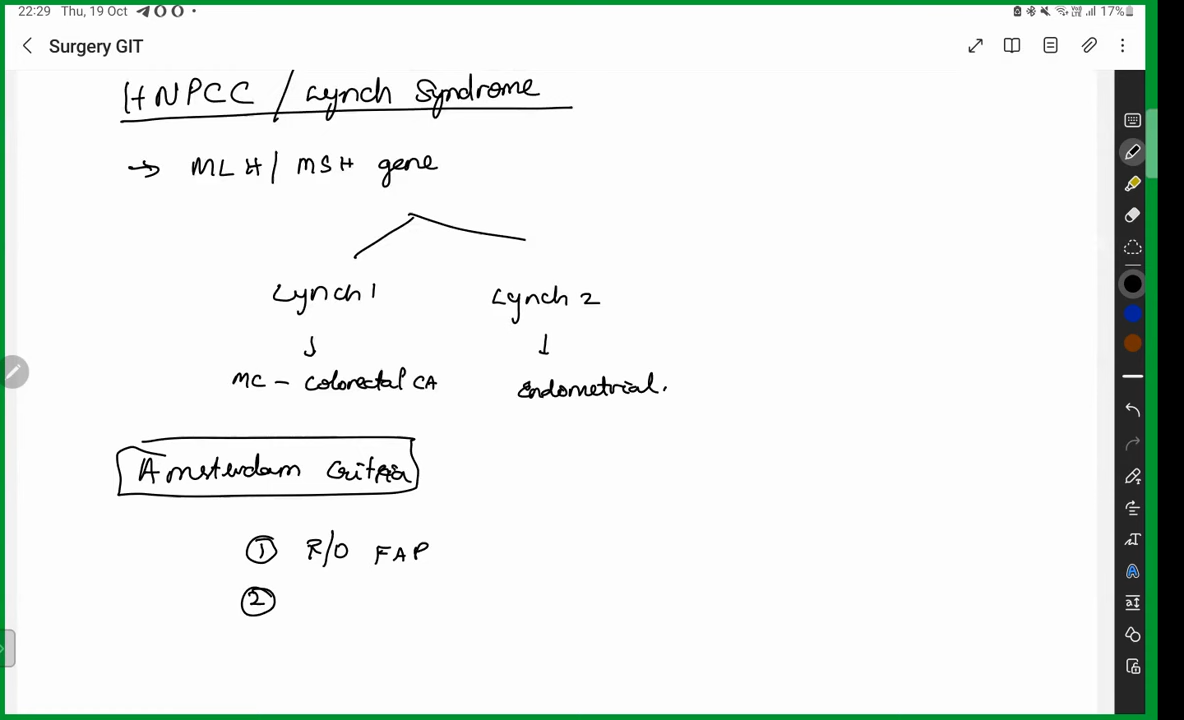 22:29 Thu, 19 Oct
17%
Surgery GIT
HNPCC / Lynch Syndrome
→ MLH / MSH gene
Lynch 1 Lynch 2
↓ ↓
MC - Colorectal CA Endometrial.
Amsterdam Criteria
① R/O FAP
②